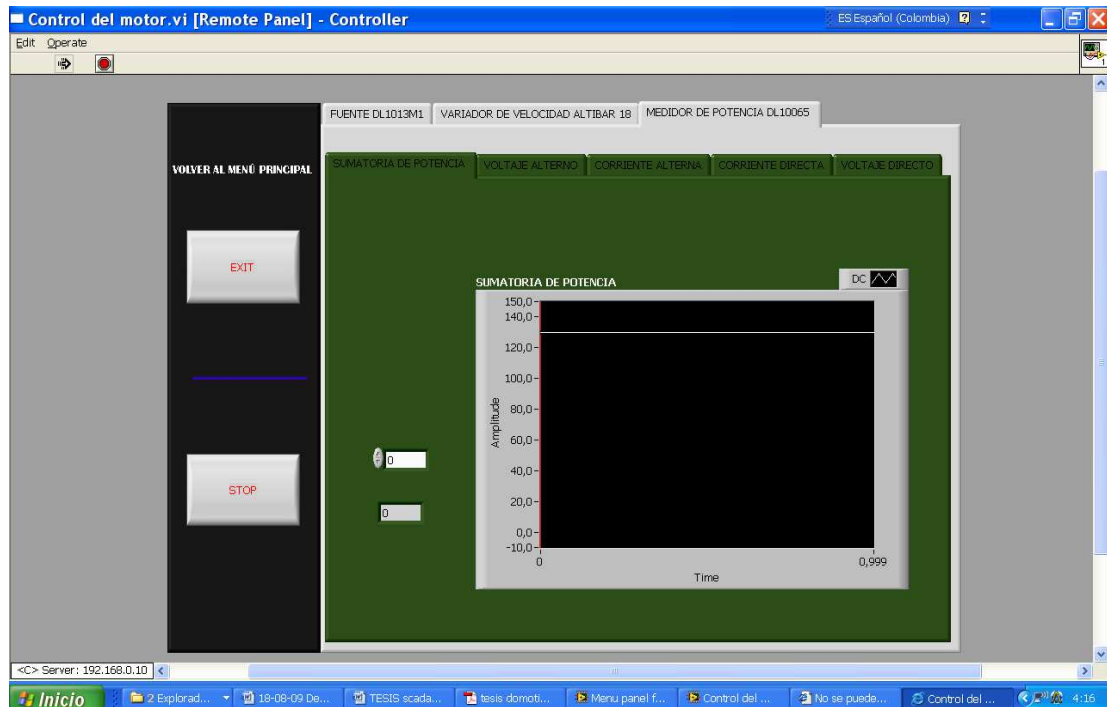 Control del motor.vi [Remote Panel] - Controller
ES Español (Colombia)
Edit Operate
1
FUENTE DL1013M1
VARIADOR DE VELOCIDAD ALTIBAR 18
MEDIDOR DE POTENCIA DL10065
VOLVER AL MENÚ PRINCIPAL
SUMATORIA DE POTENCIA
VOLTAJE ALTERNO
CORRIENTE ALTERNA
CORRIENTE DIRECTA
VOLTAJE DIRECTO
EXIT
SUMATORIA DE POTENCIA
DC
150,0
140,0
120,0
100,0
80,0
60,0
40,0
20,0
0,0
-10,0
Amplitude
0
0,999
Time
0
0
STOP
<C> Server: 192.168.0.10
Inicio
2 Explorad...
18-08-09 De...
TESIS scada...
tesis domoti...
Menu panel f...
Control del ...
No se puede...
Control del ...
4:16